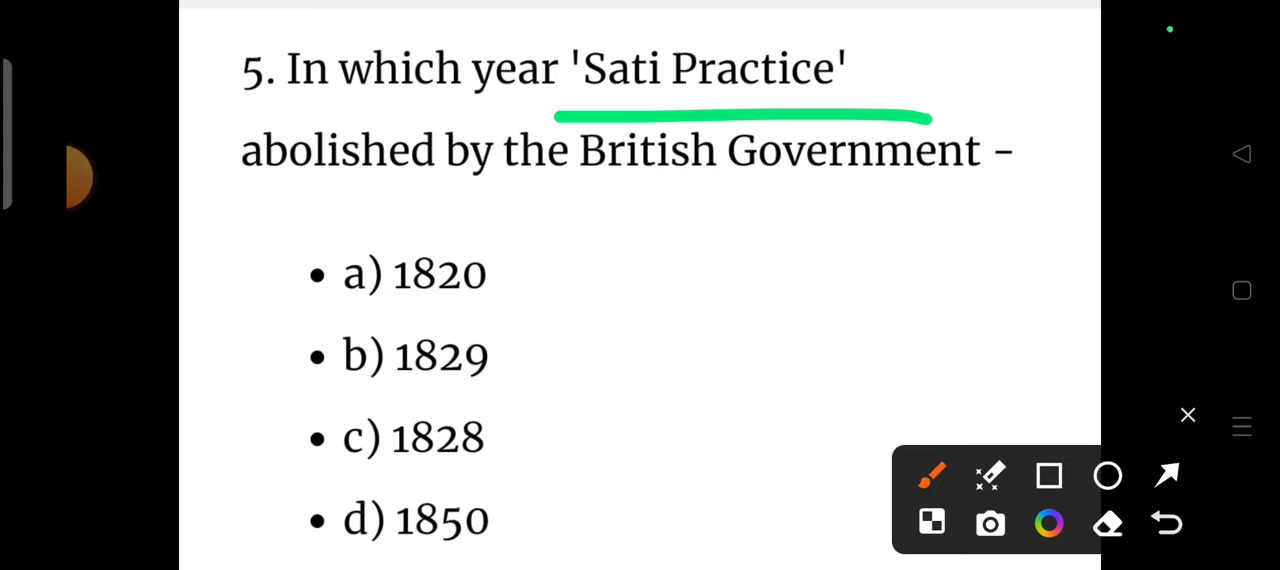 5. In which year 'Sati Practice'
abolished by the British Government -
• a) 1820
• b) 1829
• c) 1828
• d) 1850